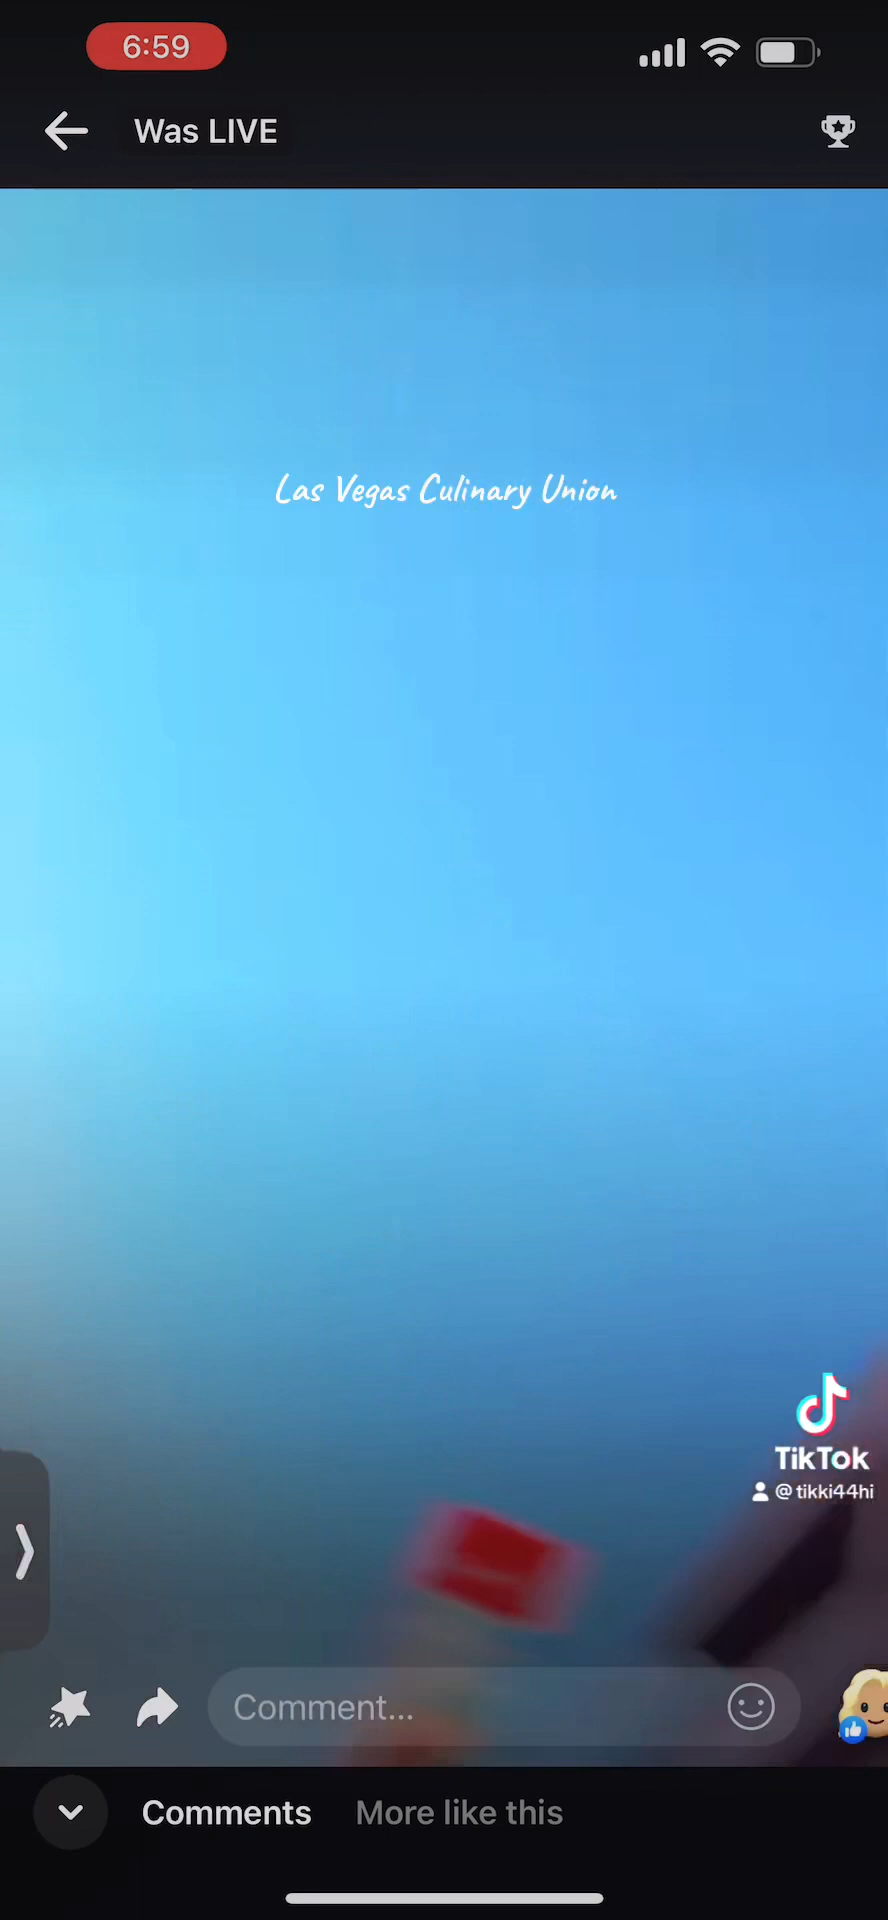 6:59
Was LIVE
Las Vegas Culinary Union
TikTok
@tikki44hi
Comment...
Comments
More like this